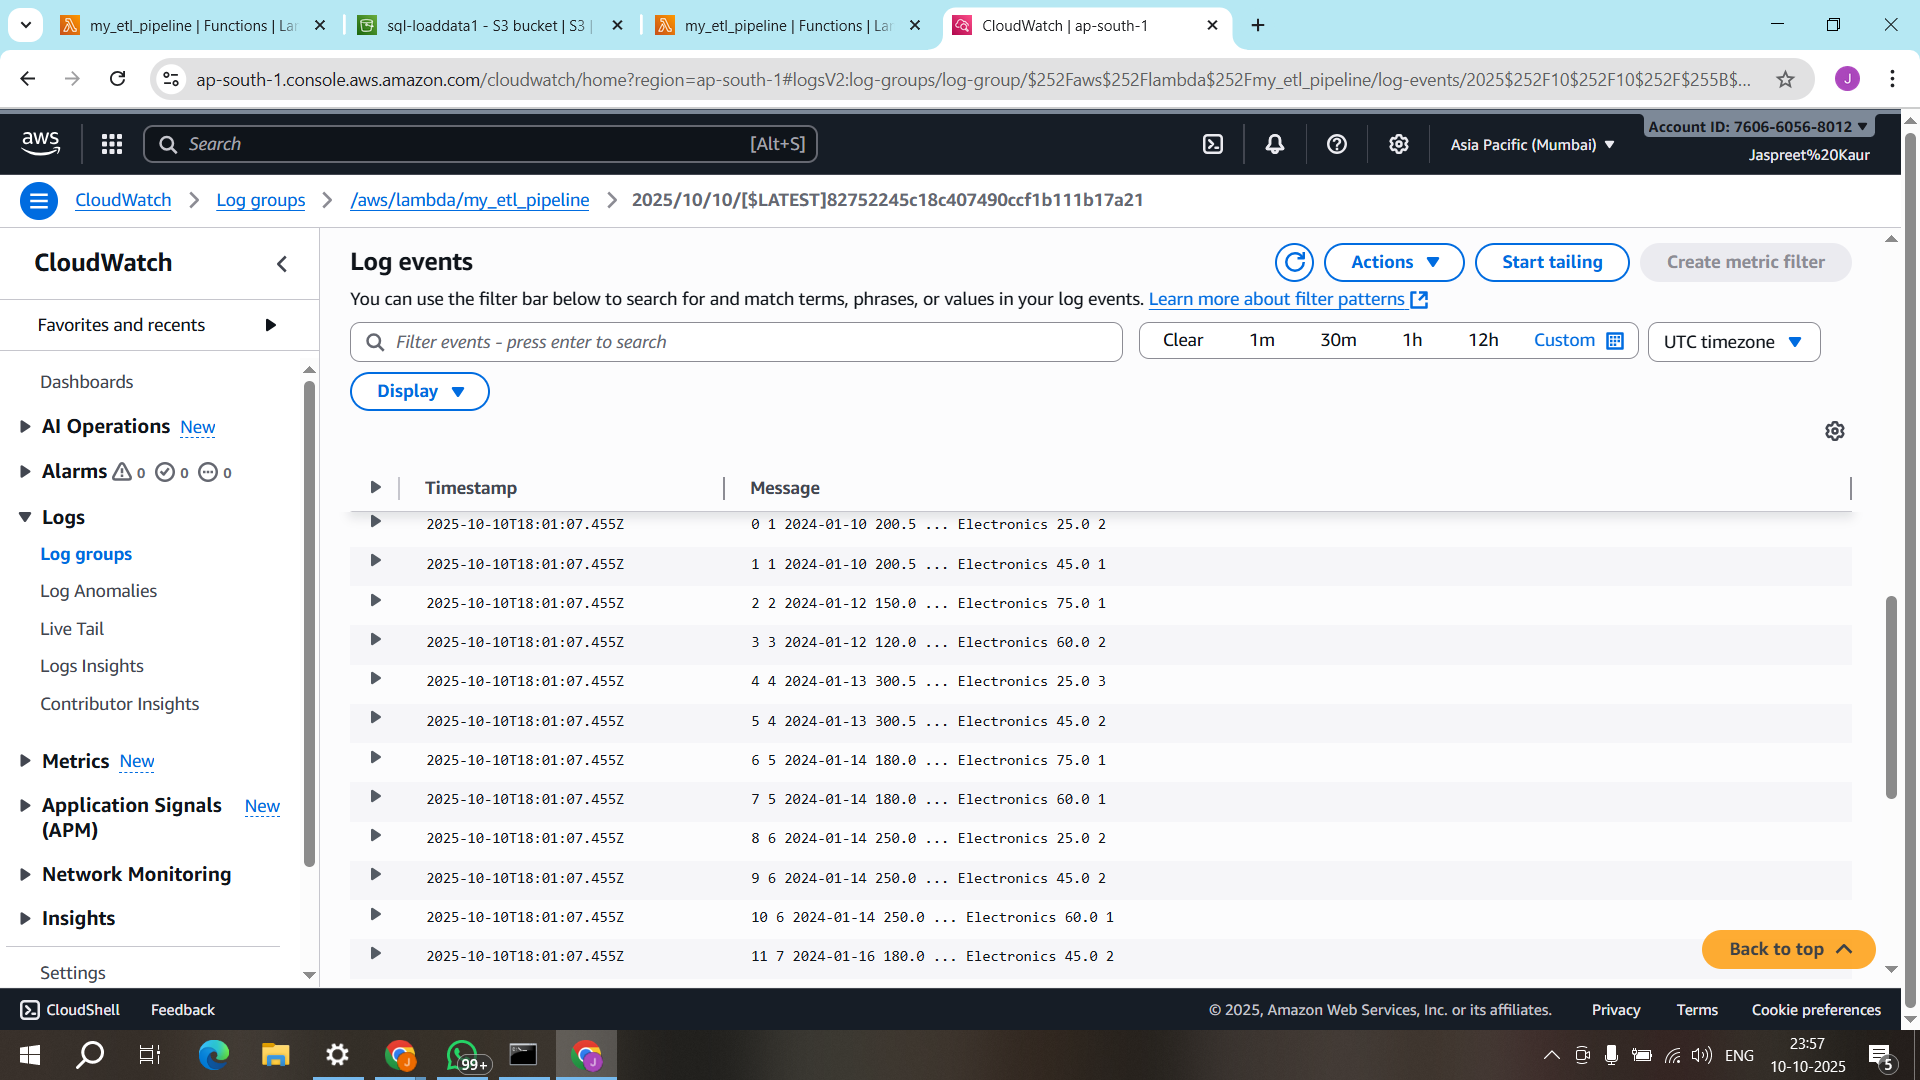 my_etl_pipeline | Functions | Lar
sql-loaddata1 - S3 bucket | S3 |
my_etl_pipeline | Functions | Lar
CloudWatch | ap-south-1
ap-south-1.console.aws.amazon.com/cloudwatch/home?region=ap-south-1#logsV2:log-groups/log-group/$252Faws$252Flambda$252Fmy_etl_pipeline/log-events/2025$252F10$252F10$252F$255B$...
J
aws
Search [Alt+S]
Asia Pacific (Mumbai)
Account ID: 7606-6056-8012
Jaspreet%20Kaur
CloudWatch
Log groups
/aws/lambda/my_etl_pipeline
2025/10/10/[$LATEST]82752245c18c407490ccf1b111b17a21
CloudWatch
Favorites and recents
Dashboards
AI Operations New
Alarms 0 0 0
Logs
Log groups
Log Anomalies
Live Tail
Logs Insights
Contributor Insights
Metrics New
Application Signals New
(APM)
Network Monitoring
Insights
Settings
Log events
Actions
Start tailing
Create metric filter
You can use the filter bar below to search for and match terms, phrases, or values in your log events. Learn more about filter patterns
Filter events - press enter to search
Clear 1m 30m 1h 12h Custom
UTC timezone
Display
Timestamp Message
2025-10-10T18:01:07.455Z 0 1 2024-01-10 200.5 ... Electronics 25.0 2
2025-10-10T18:01:07.455Z 1 1 2024-01-10 200.5 ... Electronics 45.0 1
2025-10-10T18:01:07.455Z 2 2 2024-01-12 150.0 ... Electronics 75.0 1
2025-10-10T18:01:07.455Z 3 3 2024-01-12 120.0 ... Electronics 60.0 2
2025-10-10T18:01:07.455Z 4 4 2024-01-13 300.5 ... Electronics 25.0 3
2025-10-10T18:01:07.455Z 5 4 2024-01-13 300.5 ... Electronics 45.0 2
2025-10-10T18:01:07.455Z 6 5 2024-01-14 180.0 ... Electronics 75.0 1
2025-10-10T18:01:07.455Z 7 5 2024-01-14 180.0 ... Electronics 60.0 1
2025-10-10T18:01:07.455Z 8 6 2024-01-14 250.0 ... Electronics 25.0 2
2025-10-10T18:01:07.455Z 9 6 2024-01-14 250.0 ... Electronics 45.0 2
2025-10-10T18:01:07.455Z 10 6 2024-01-14 250.0 ... Electronics 60.0 1
2025-10-10T18:01:07.455Z 11 7 2024-01-16 180.0 ... Electronics 45.0 2
Back to top
CloudShell Feedback
© 2025, Amazon Web Services, Inc. or its affiliates. Privacy Terms Cookie preferences
J
99+
J
ENG
23:57
10-10-2025
5